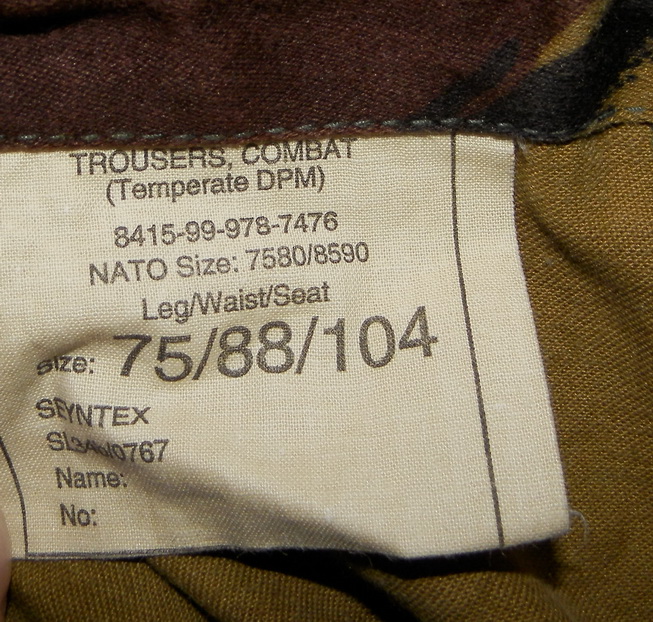 TROUSERS, COMBAT
(Temperate DPM)
8415-99-978-7476
NATO Size: 7580/8590
Leg/Waist/Seat
Size: 75/88/104
SEYNTEX
Name:
No: